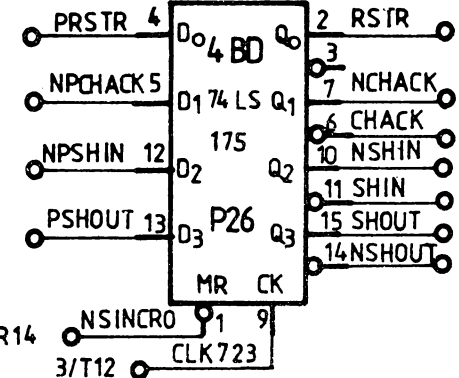 PRSTR 4 D0 4 BD Q0 2 RSTR
3
NPCHACK 5 D1 74 LS Q1 7 NCHACK
175
6 CHACK
NPSHIN 12 D2 Q2 10 NSHIN
11 SHIN
PSHOUT 13 D3 P26 Q3 15 SHOUT
14 NSHOUT
MR CK
R14 NSINCRO 1 9
3/T12 CLK723